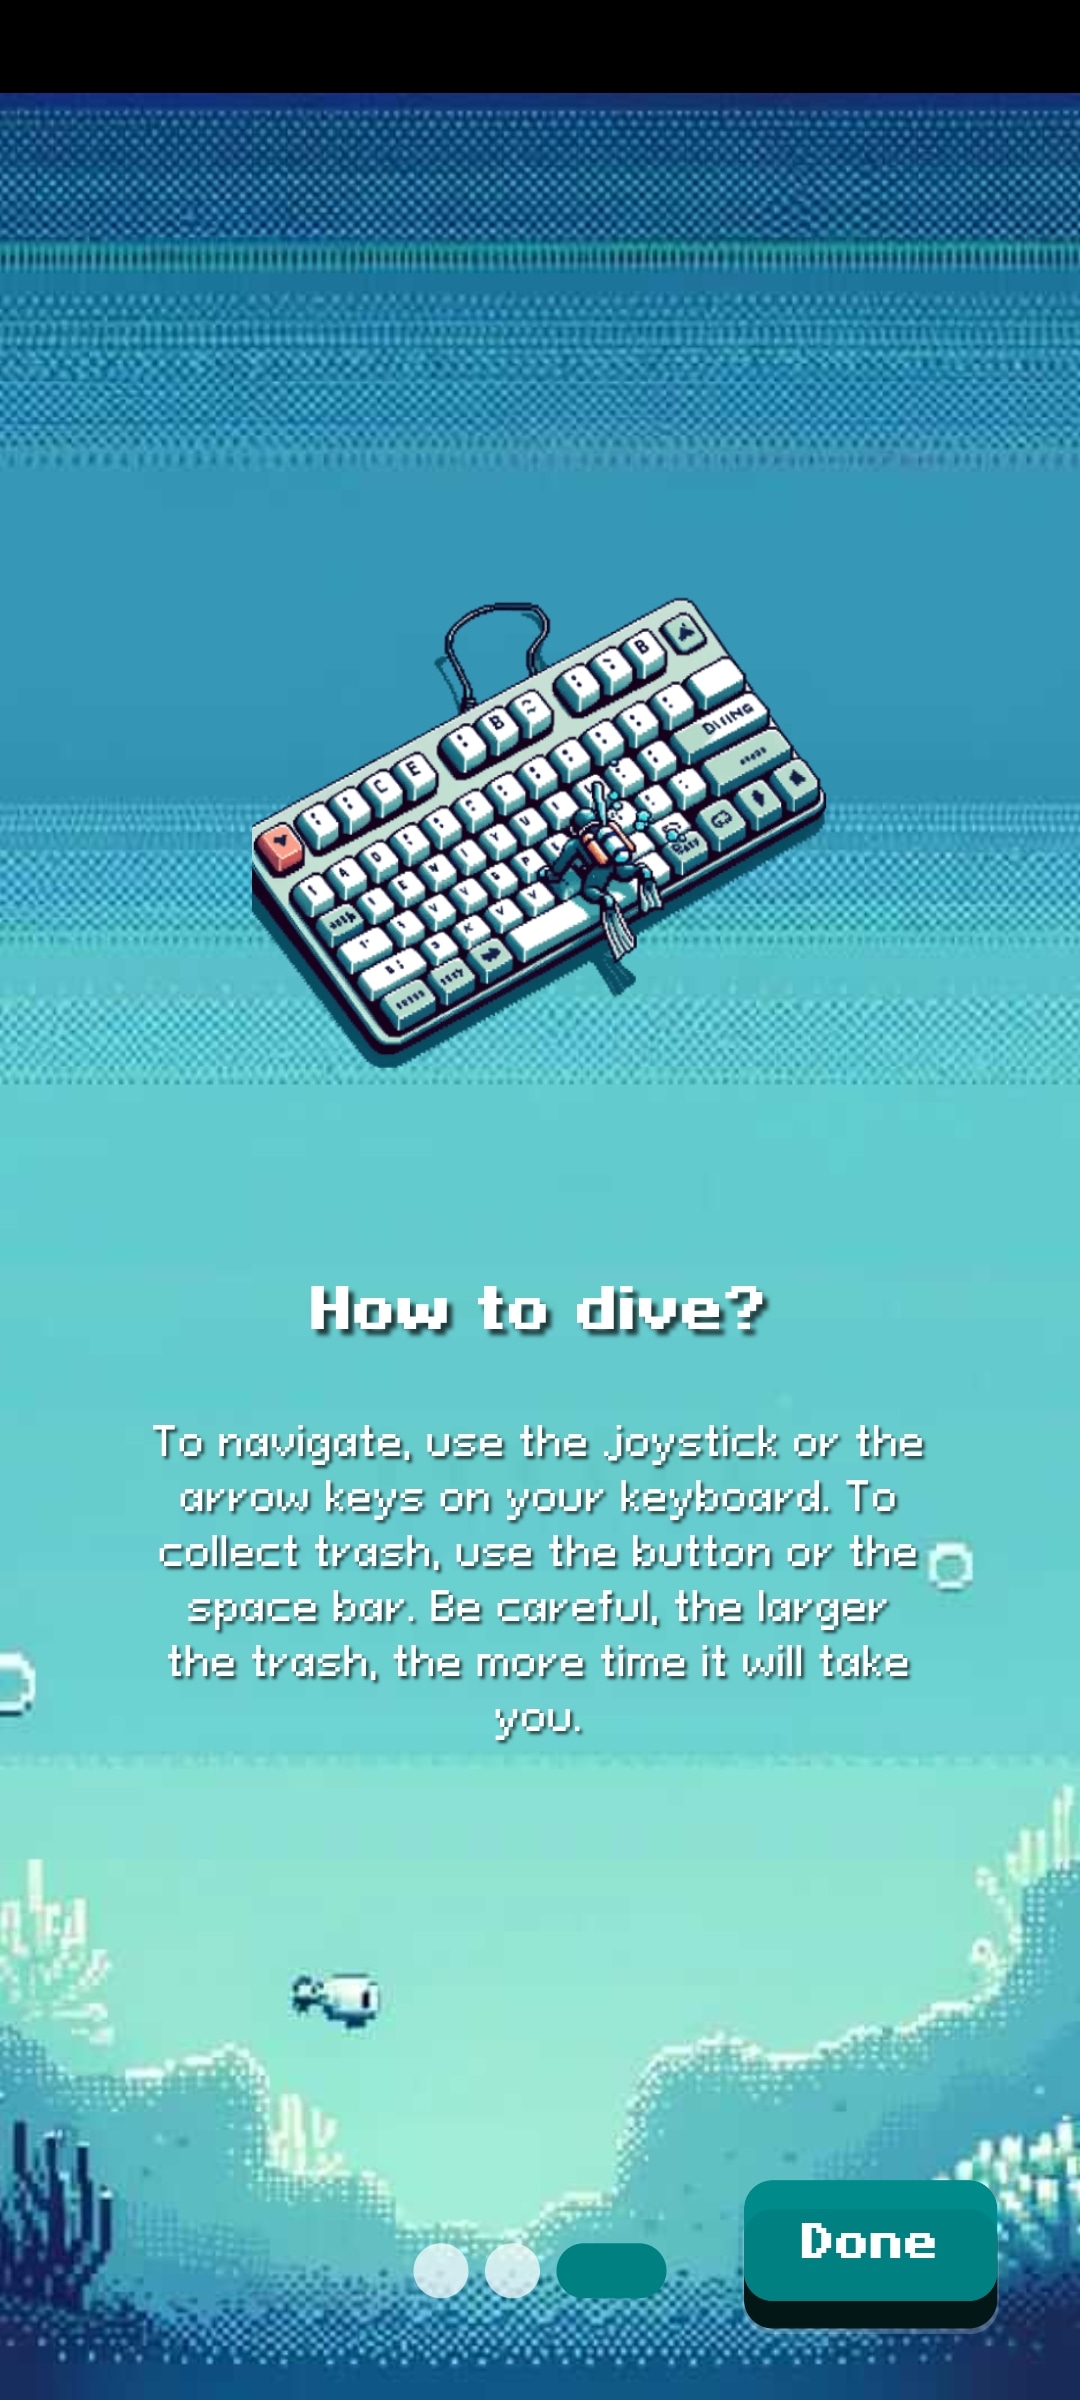 How to dive?
To navigate, use the joystick or the
arrow keys on your keyboard. To
collect trash, use the button or the
space bar. Be careful, the larger
the trash, the more time it will take
you.
Done